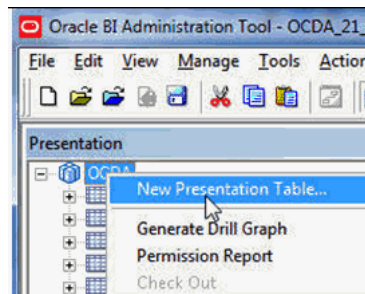 Oracle BI Administration Tool - OCDA_21_
File Edit View Manage Tools Action
Presentation
OCDA
New Presentation Table...
Generate Drill Graph
Permission Report
Check Out